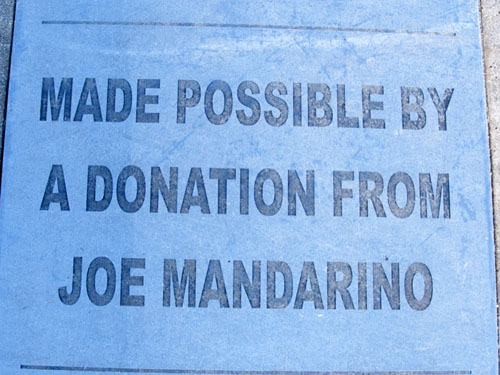 MADE POSSIBLE BY
A DONATION FROM
JOE MANDARINO